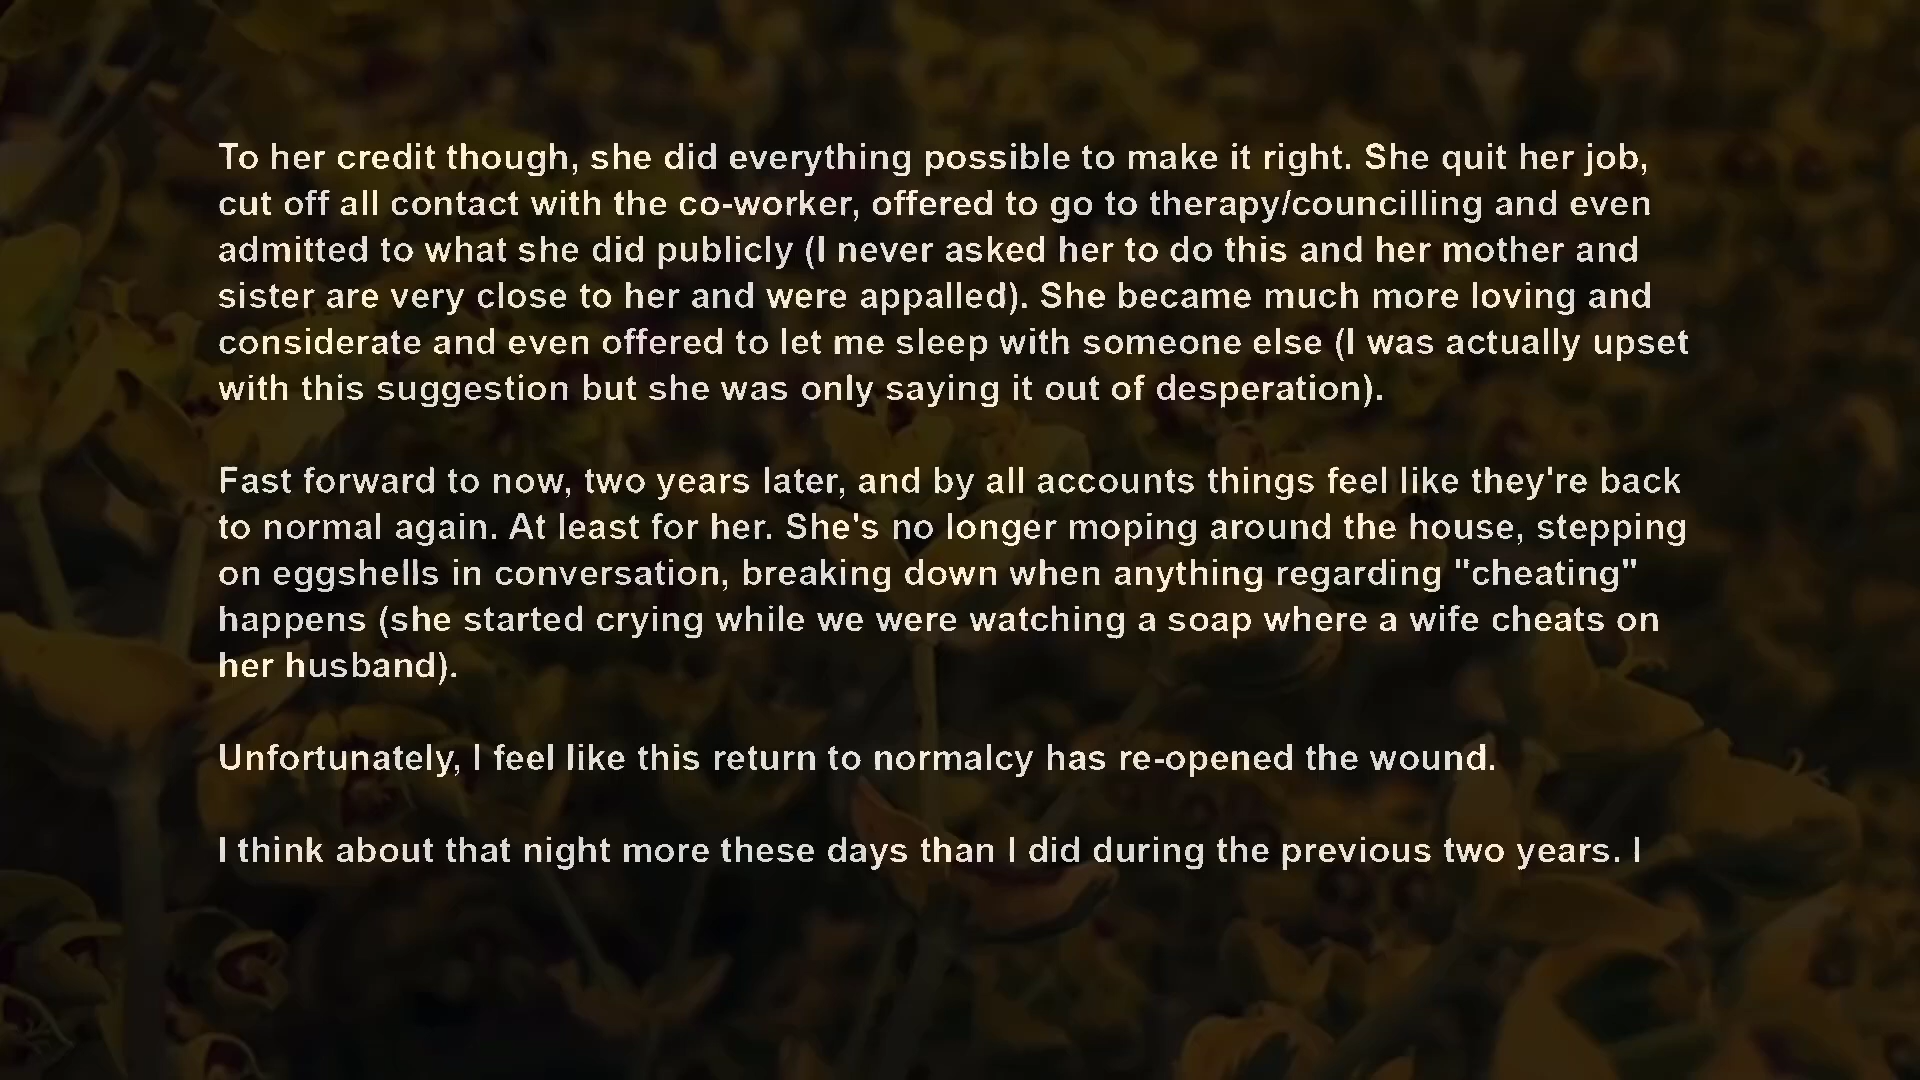 To her credit though, she did everything possible to make it right. She quit her job,
cut off all contact with the co-worker, offered to go to therapy/councilling and even
admitted to what she did publicly (I never asked her to do this and her mother and
sister are very close to her and were appalled). She became much more loving and
considerate and even offered to let me sleep with someone else (I was actually upset
with this suggestion but she was only saying it out of desperation).
Fast forward to now, two years later, and by all accounts things feel like they're back
to normal again. At least for her. She's no longer moping around the house, stepping
on eggshells in conversation, breaking down when anything regarding "cheating"
happens (she started crying while we were watching a soap where a wife cheats on
her husband).
Unfortunately, I feel like this return to normalcy has re-opened the wound.
I think about that night more these days than I did during the previous two years. I